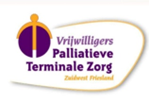 Vrijwilligers
Palliatieve
Terminale Zorg
Zuidwest Friesland